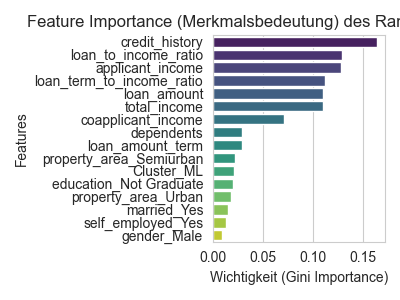 Feature Importance (Merkmalsbedeutung) des Ran
credit_history
loan_to_income_ratio
applicant_income
loan_term_to_income_ratio
loan_amount
total_income
coapplicant_income
dependents
loan_amount_term
property_area_Semiurban
Cluster_ML
education_Not Graduate
property_area_Urban
married_Yes
self_employed_Yes
gender_Male
Features
0.00 0.05 0.10 0.15
Wichtigkeit (Gini Importance)